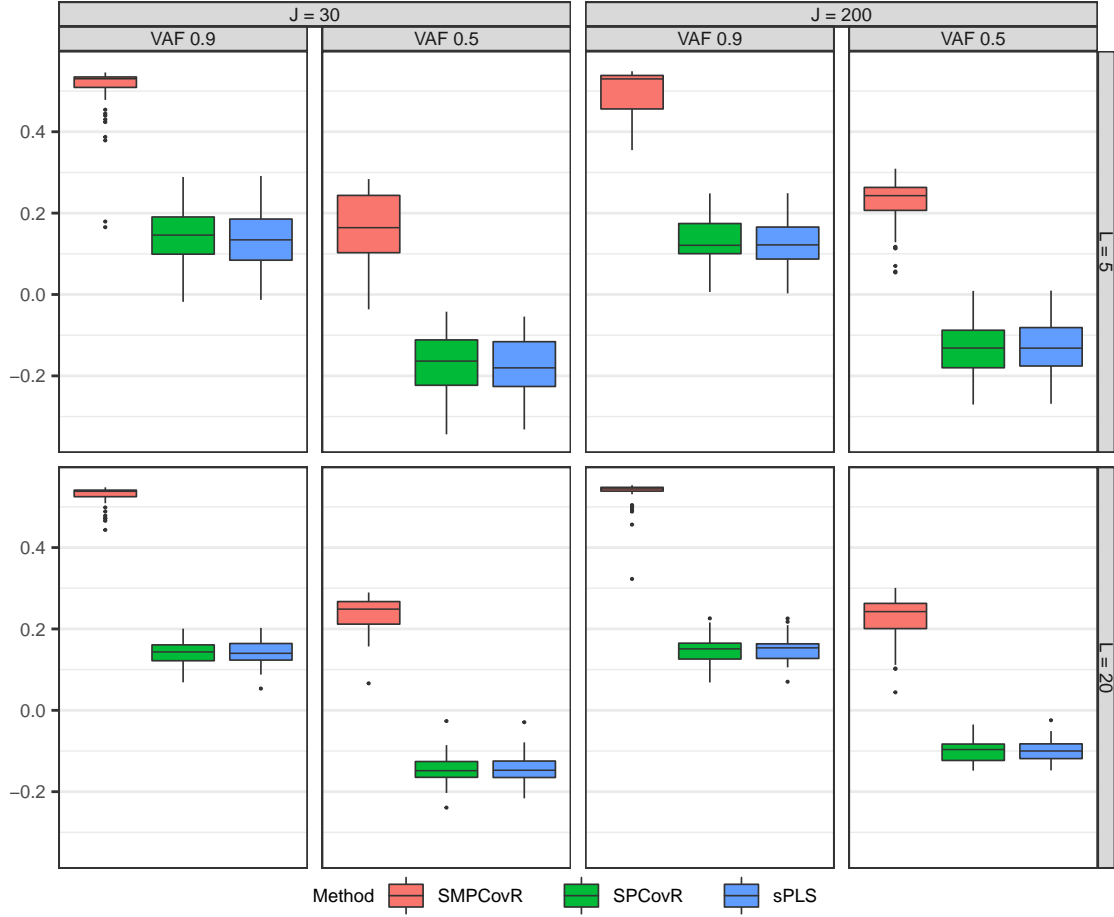 J = 30
J = 200
VAF 0.9
VAF 0.5
VAF 0.9
VAF 0.5
0.4
0.2
0.0
−0.2
L = 5
0.4
0.2
0.0
−0.2
L = 20
Method SMPCovR SPCovR sPLS